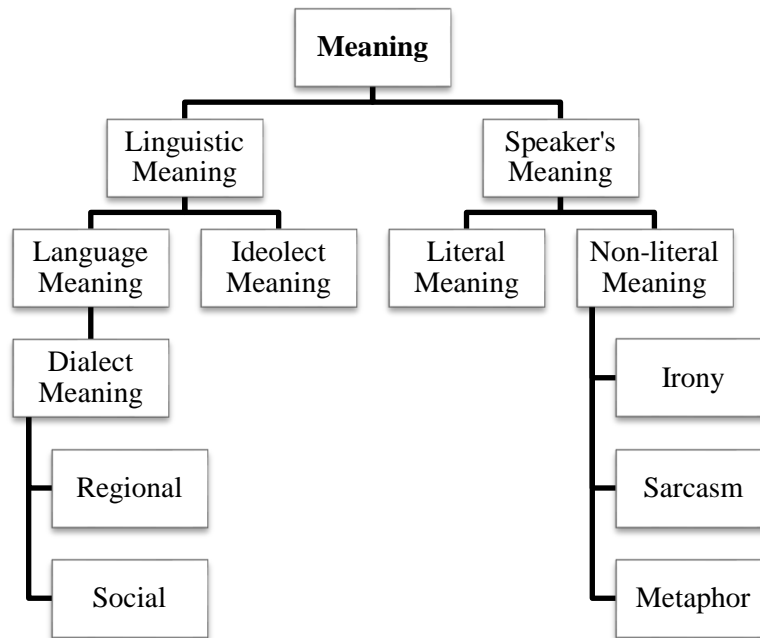 Meaning
Linguistic
Meaning
Speaker's
Meaning
Language
Meaning
Ideolect
Meaning
Literal
Meaning
Non-literal
Meaning
Dialect
Meaning
Regional
Social
Irony
Sarcasm
Metaphor